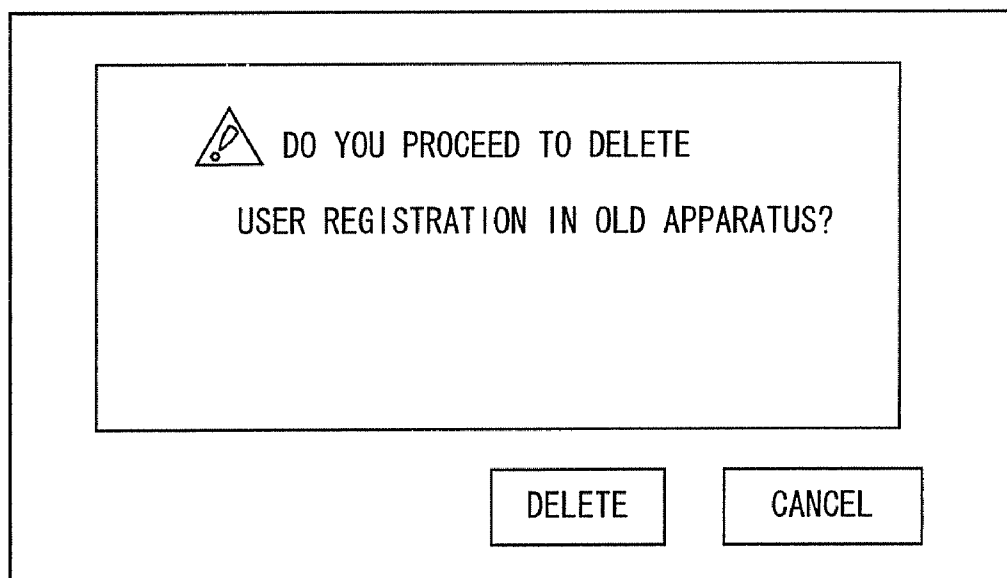 DO YOU PROCEED TO DELETE
USER REGISTRATION IN OLD APPARATUS?
DELETE
CANCEL